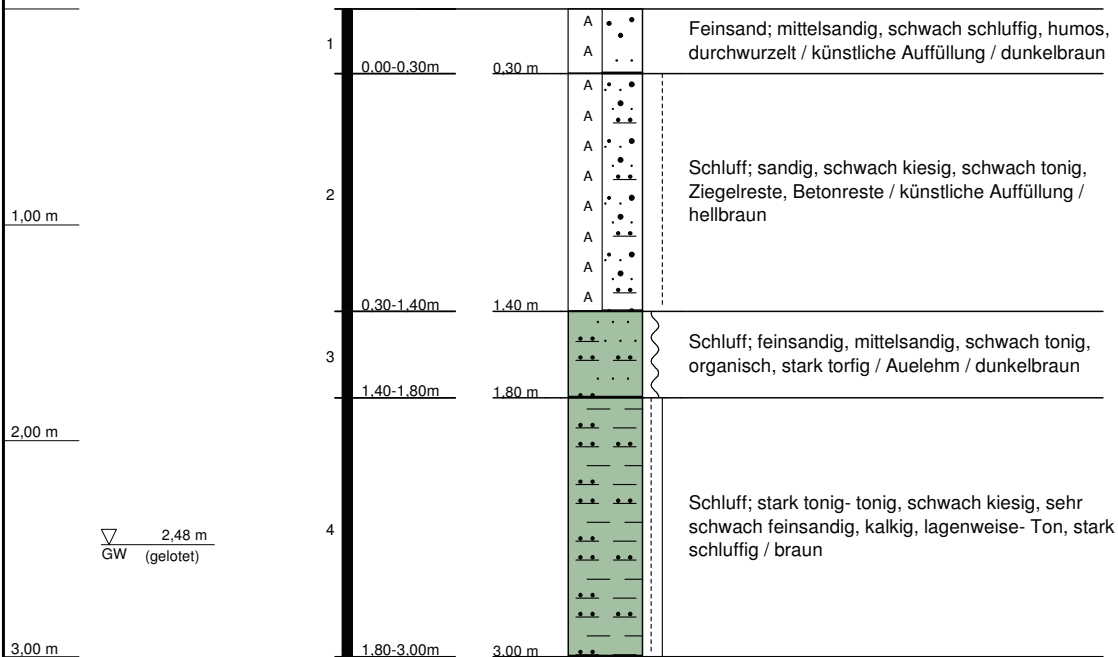 1
0,00-0,30m
0,30 m
A
A
Feinsand; mittelsandig, schwach schluffig, humos,
durchwurzelt / künstliche Auffüllung / dunkelbraun
1,00 m
2
0,30-1,40m
1,40 m
A
A
A
A
A
A
A
A
Schluff; sandig, schwach kiesig, schwach tonig,
Ziegelreste, Betonreste / künstliche Auffüllung /
hellbraun
3
1,40-1,80m
1,80 m
Schluff; feinsandig, mittelsandig, schwach tonig,
organisch, stark torfig / Auelehm / dunkelbraun
2,00 m
2,48 m
GW (gelotet)
4
1,80-3,00m
3,00 m
Schluff; stark tonig- tonig, schwach kiesig, sehr
schwach feinsandig, kalkig, lagenweise- Ton, stark
schluffig / braun
3,00 m